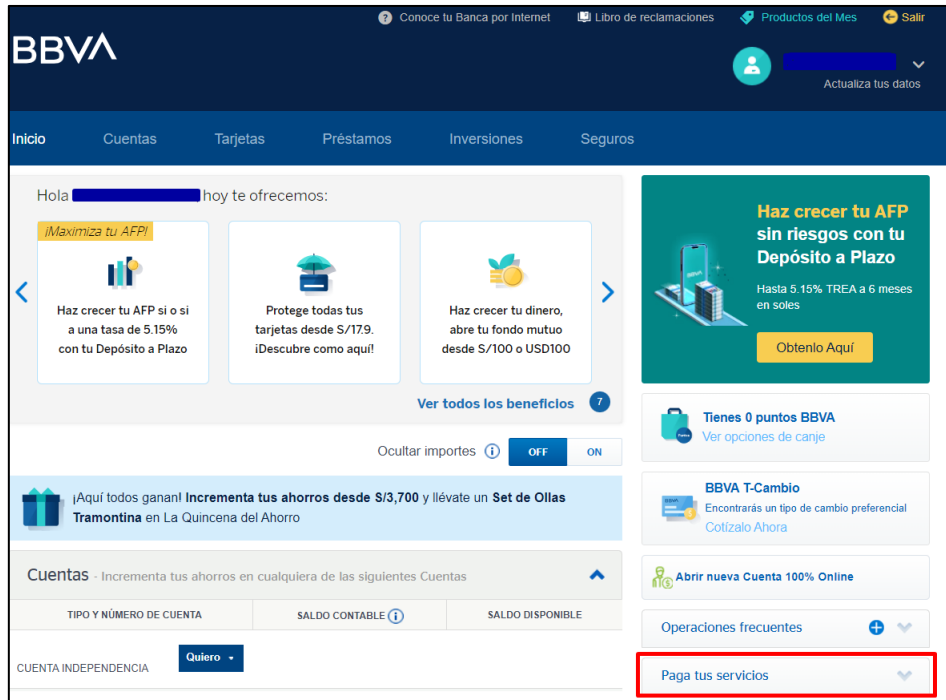 Conoce tu Banca por Internet
Libro de reclamaciones
Productos del Mes
Salir
BBVA
Actualiza tus datos
Inicio
Cuentas
Tarjetas
Préstamos
Inversiones
Seguros
Hola hoy te ofrecemos:
¡Maximiza tu AFP!
Haz crecer tu AFP si o si
a una tasa de 5.15%
con tu Depósito a Plazo
Protege todas tus
tarjetas desde S/17.9.
¡Descubre como aquí!
Haz crecer tu dinero,
abre tu fondo mutuo
desde S/100 o USD100
Ver todos los beneficios 7
Haz crecer tu AFP
sin riesgos con tu
Depósito a Plazo
Hasta 5.15% TREA a 6 meses
en soles
Obtenlo Aquí
Tienes 0 puntos BBVA
Ver opciones de canje
Ocultar importes OFF ON
¡Aquí todos ganan! Incrementa tus ahorros desde S/3,700 y llévate un Set de Ollas
Tramontina en La Quincena del Ahorro
BBVA T-Cambio
Encontrarás un tipo de cambio preferencial
Cotízalo Ahora
Abrir nueva Cuenta 100% Online
Cuentas - Incrementa tus ahorros en cualquiera de las siguientes Cuentas
TIPO Y NÚMERO DE CUENTA
SALDO CONTABLE
SALDO DISPONIBLE
CUENTA INDEPENDENCIA
Quiero
Operaciones frecuentes
Paga tus servicios